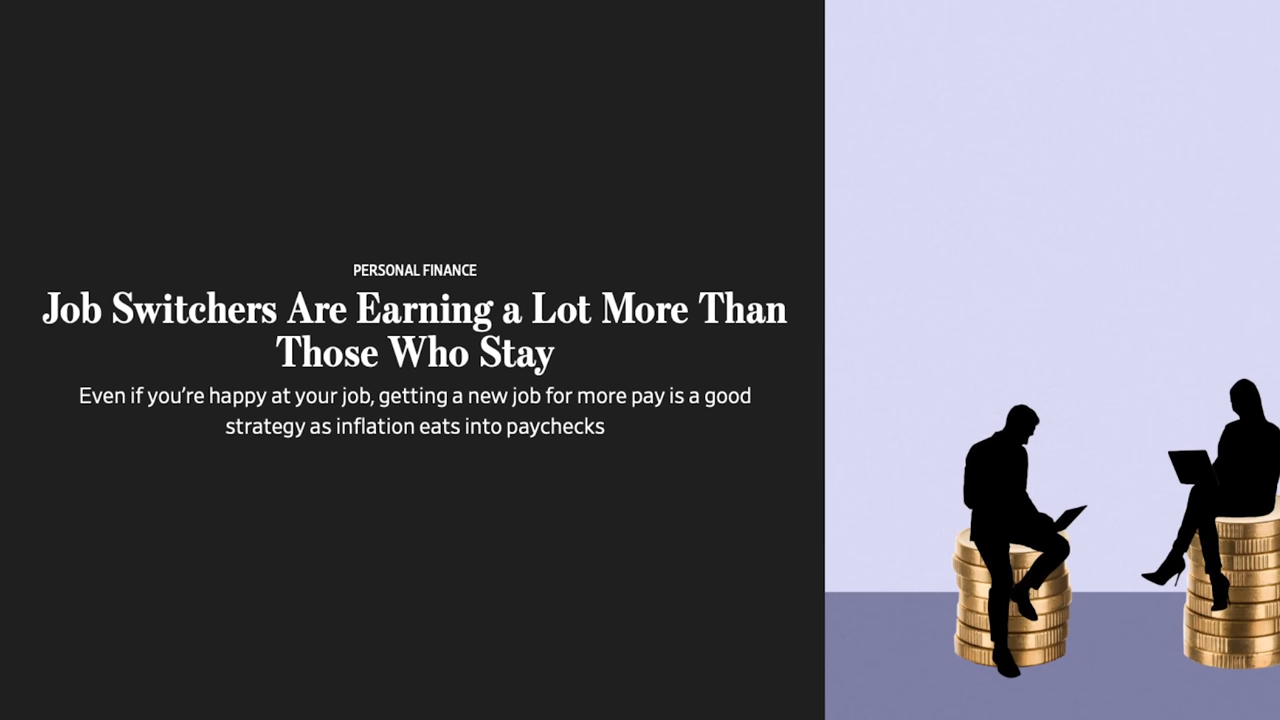 PERSONAL FINANCE
Job Switchers Are Earning a Lot More Than
Those Who Stay
Even if you’re happy at your job, getting a new job for more pay is a good
strategy as inflation eats into paychecks